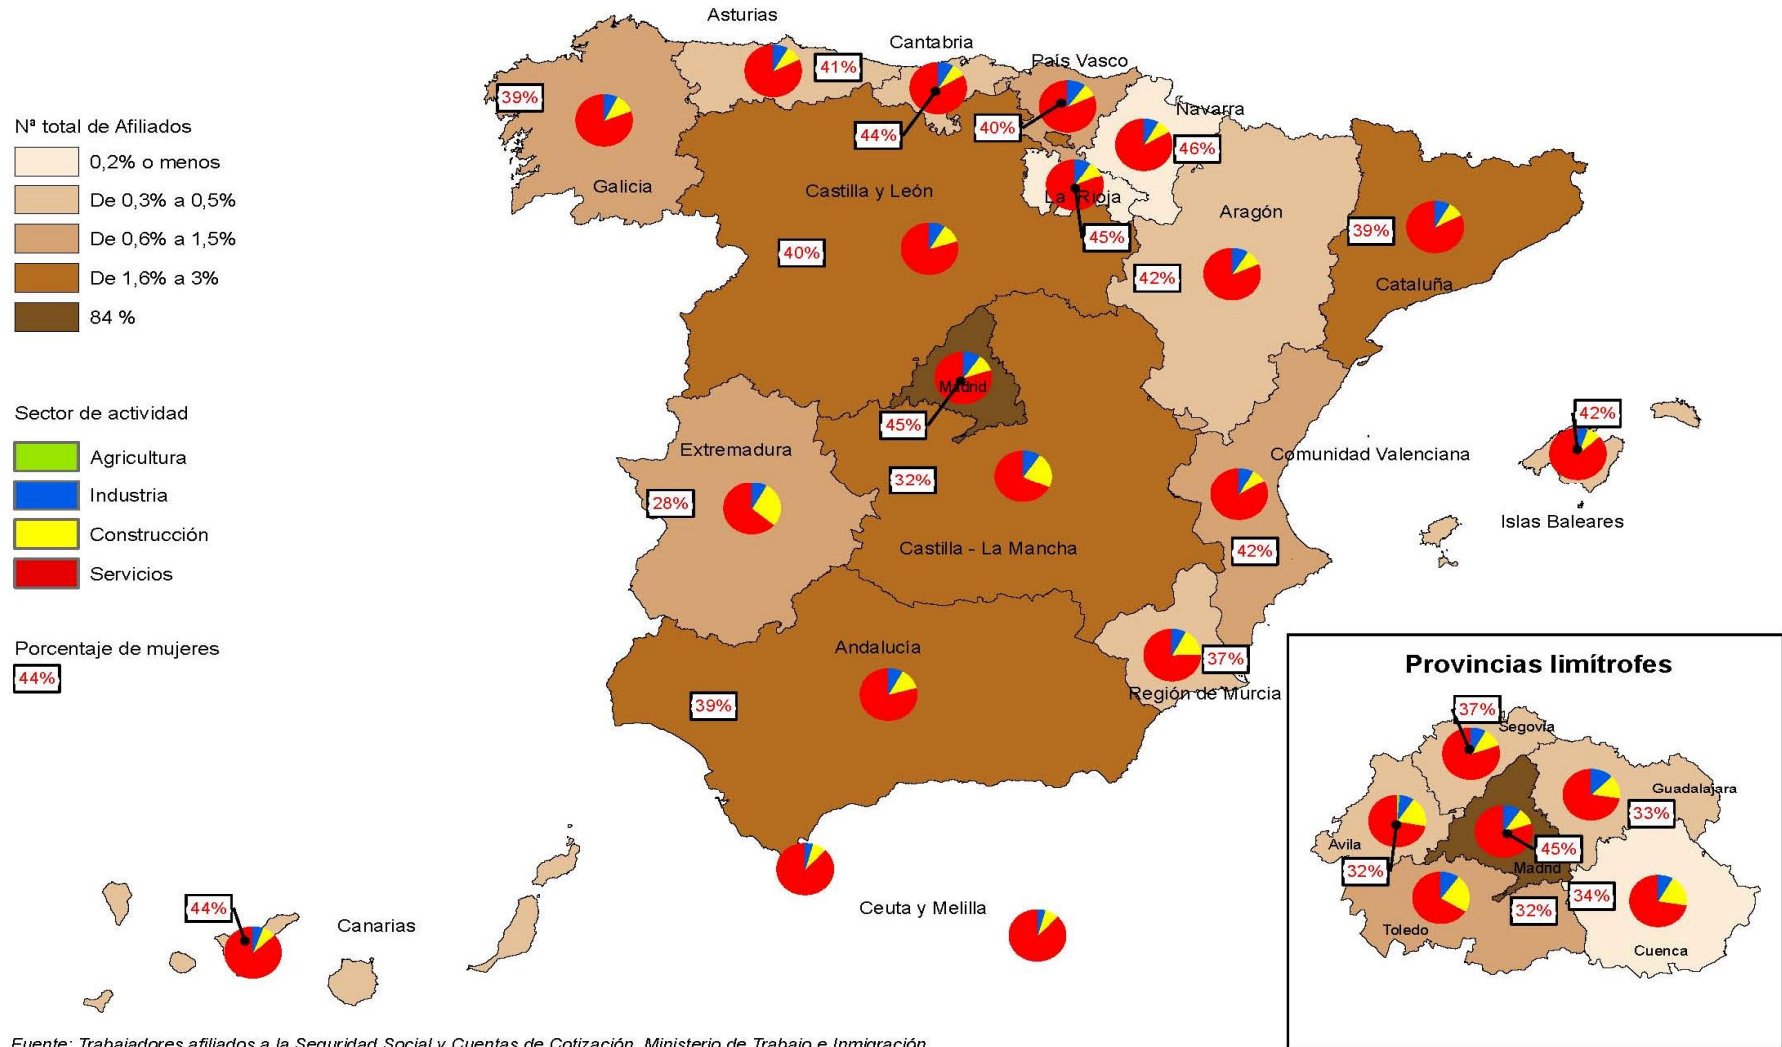 Asturias
Cantabria
País Vasco
41%
39%
Navarra
44%
40%
46%
Galicia
Castilla y León
La Rioja
Aragón
40%
45%
42%
39%
Cataluña
Madrid
45%
Extremadura
28%
32%
Castilla - La Mancha
Comunidad Valenciana
42%
42%
Islas Baleares
Andalucía
39%
37%
Región de Murcia
Ceuta y Melilla
44%
Canarias
Nª total de Afiliados
0,2% o menos
De 0,3% a 0,5%
De 0,6% a 1,5%
De 1,6% a 3%
84 %
Sector de actividad
Agricultura
Industria
Construcción
Servicios
Porcentaje de mujeres
44%
Provincias limítrofes
37%
Segovia
Guadalajara
33%
Avila
32%
45%
Madrid
34%
32%
Toledo
Cuenca
Fuente: Trabajadores afiliados a la Seguridad Social y Cuentas de Cotización. Ministerio de Trabajo e Inmigración